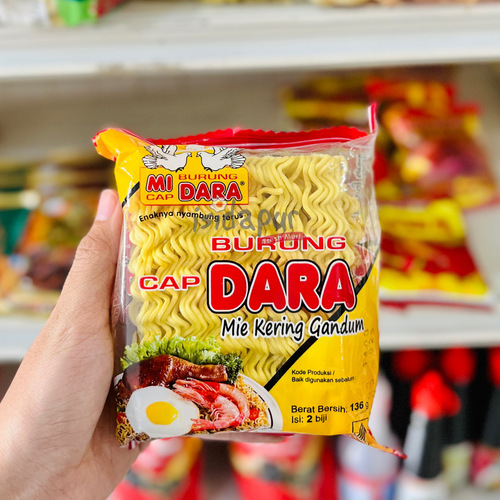 MI BURUNG
CAP DARA®
Enaknya nyambung terus
isidapur
BURUNG
CAP DARA
Mie Kering Gandum
Kode Produksi /
Baik digunakan sebelum
Berat Bersih: 136 g
Isi: 2 biji